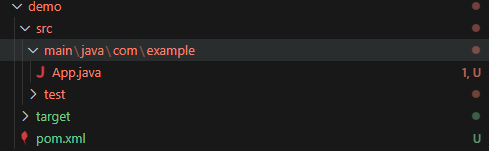 demo
src
main\java\com\example
App.java 1, U
test
target
pom.xml U